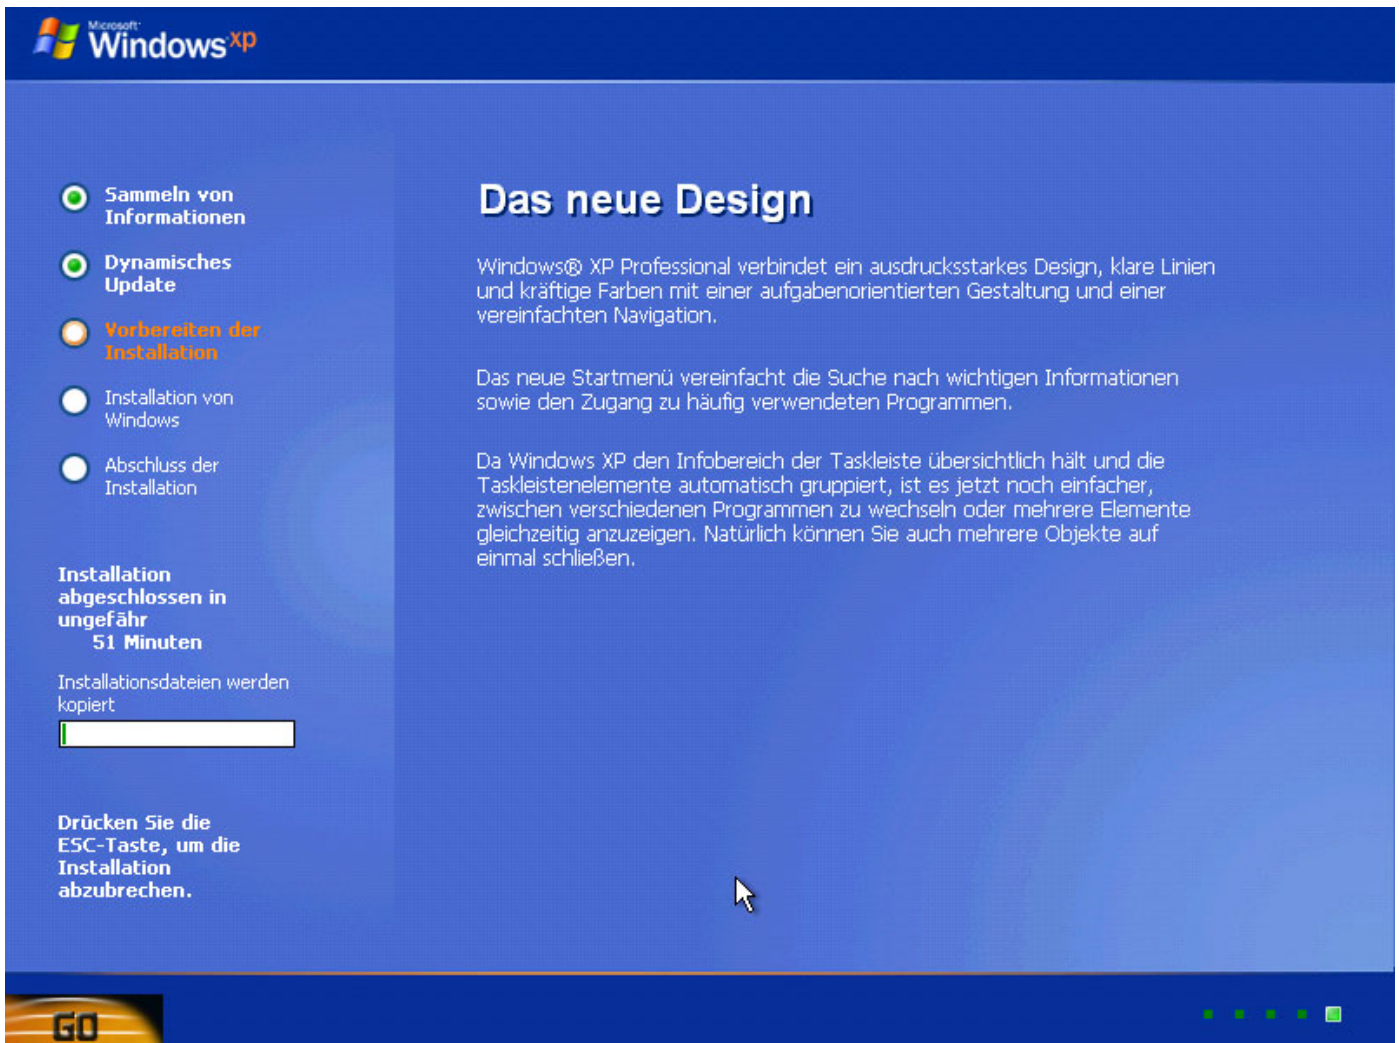 Microsoft®
Windows xp
Sammeln von
Informationen
Dynamisches
Update
Vorbereiten der
Installation
Installation von
Windows
Abschluss der
Installation
Installation
abgeschlossen in
ungefähr
51 Minuten
Installationsdateien werden
kopiert
Drücken Sie die
ESC-Taste, um die
Installation
abzubrechen.
Das neue Design
Windows® XP Professional verbindet ein ausdrucksstarkes Design, klare Linien
und kräftige Farben mit einer aufgabenorientierten Gestaltung und einer
vereinfachten Navigation.
Das neue Startmenü vereinfacht die Suche nach wichtigen Informationen
sowie den Zugang zu häufig verwendeten Programmen.
Da Windows XP den Infobereich der Taskleiste übersichtlich hält und die
Taskleistenelemente automatisch gruppiert, ist es jetzt noch einfacher,
zwischen verschiedenen Programmen zu wechseln oder mehrere Elemente
gleichzeitig anzuzeigen. Natürlich können Sie auch mehrere Objekte auf
einmal schließen.
GO